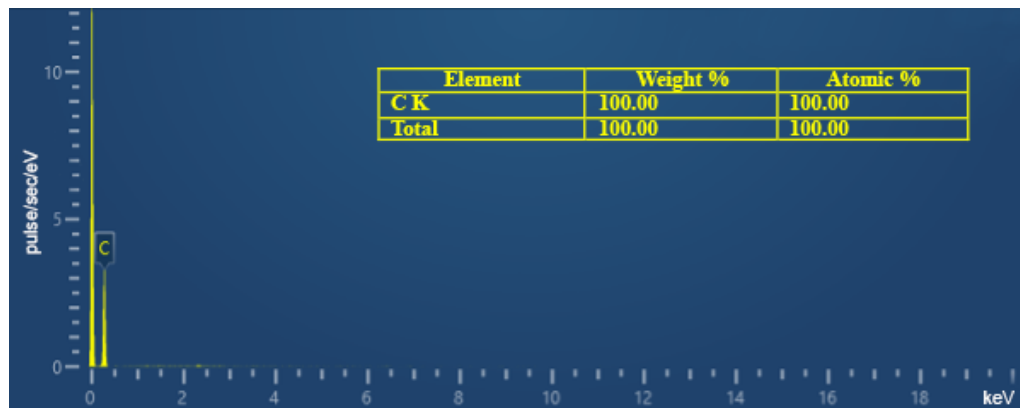 Element Weight % Atomic %
C K 100.00 100.00
Total 100.00 100.00
10
5
0
pulse/sec/eV
C
0 2 4 6 8 10 12 14 16 18 keV